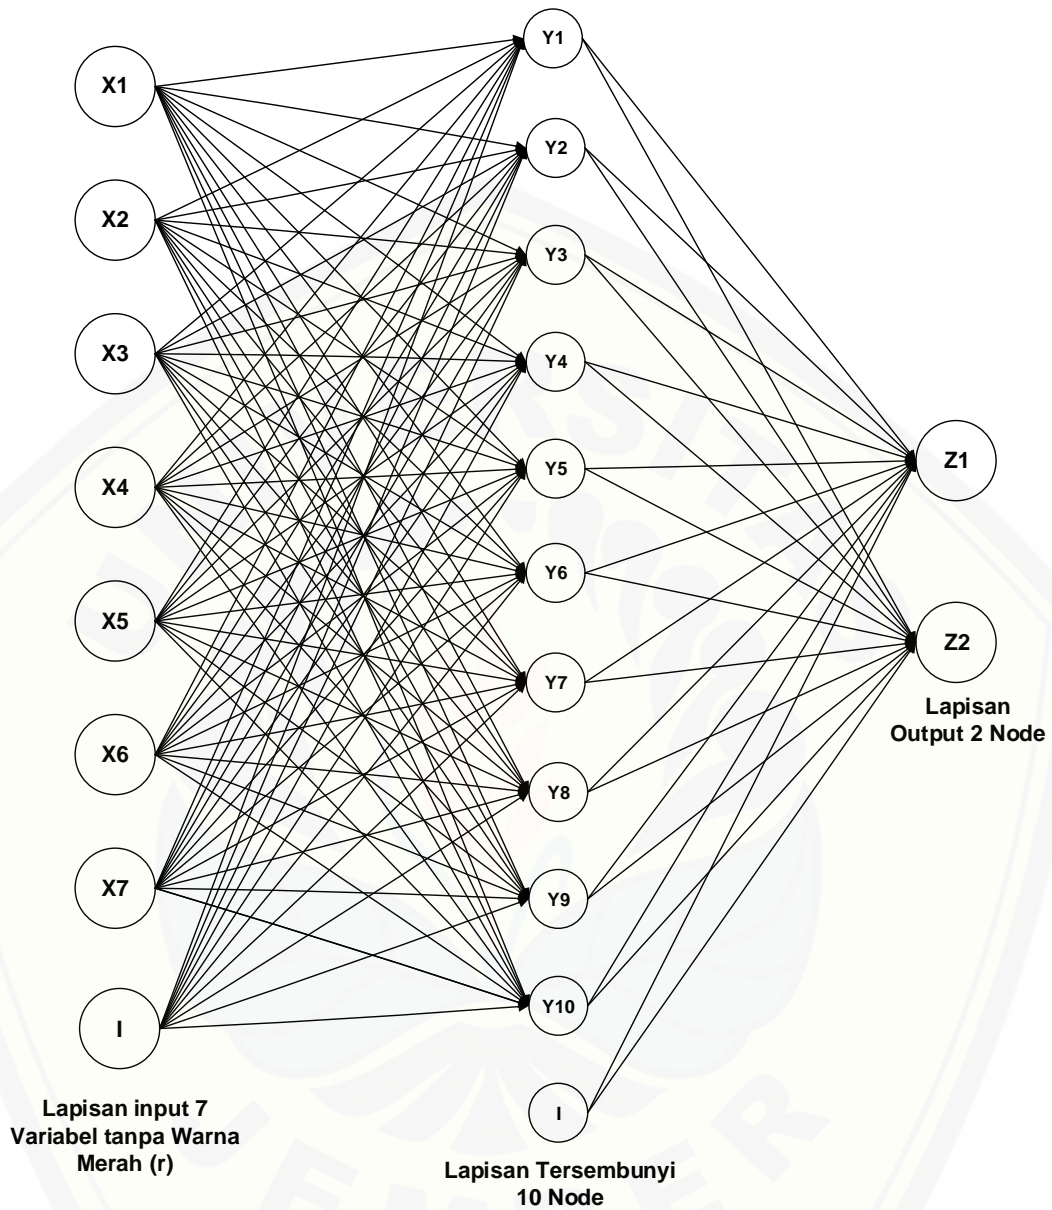 X1
X2
X3
X4
X5
X6
X7
I
Lapisan input 7
Variabel tanpa Warna
Merah (r)
Y1
Y2
Y3
Y4
Y5
Y6
Y7
Y8
Y9
Y10
I
Lapisan Tersembunyi
10 Node
Z1
Z2
Lapisan
Output 2 Node